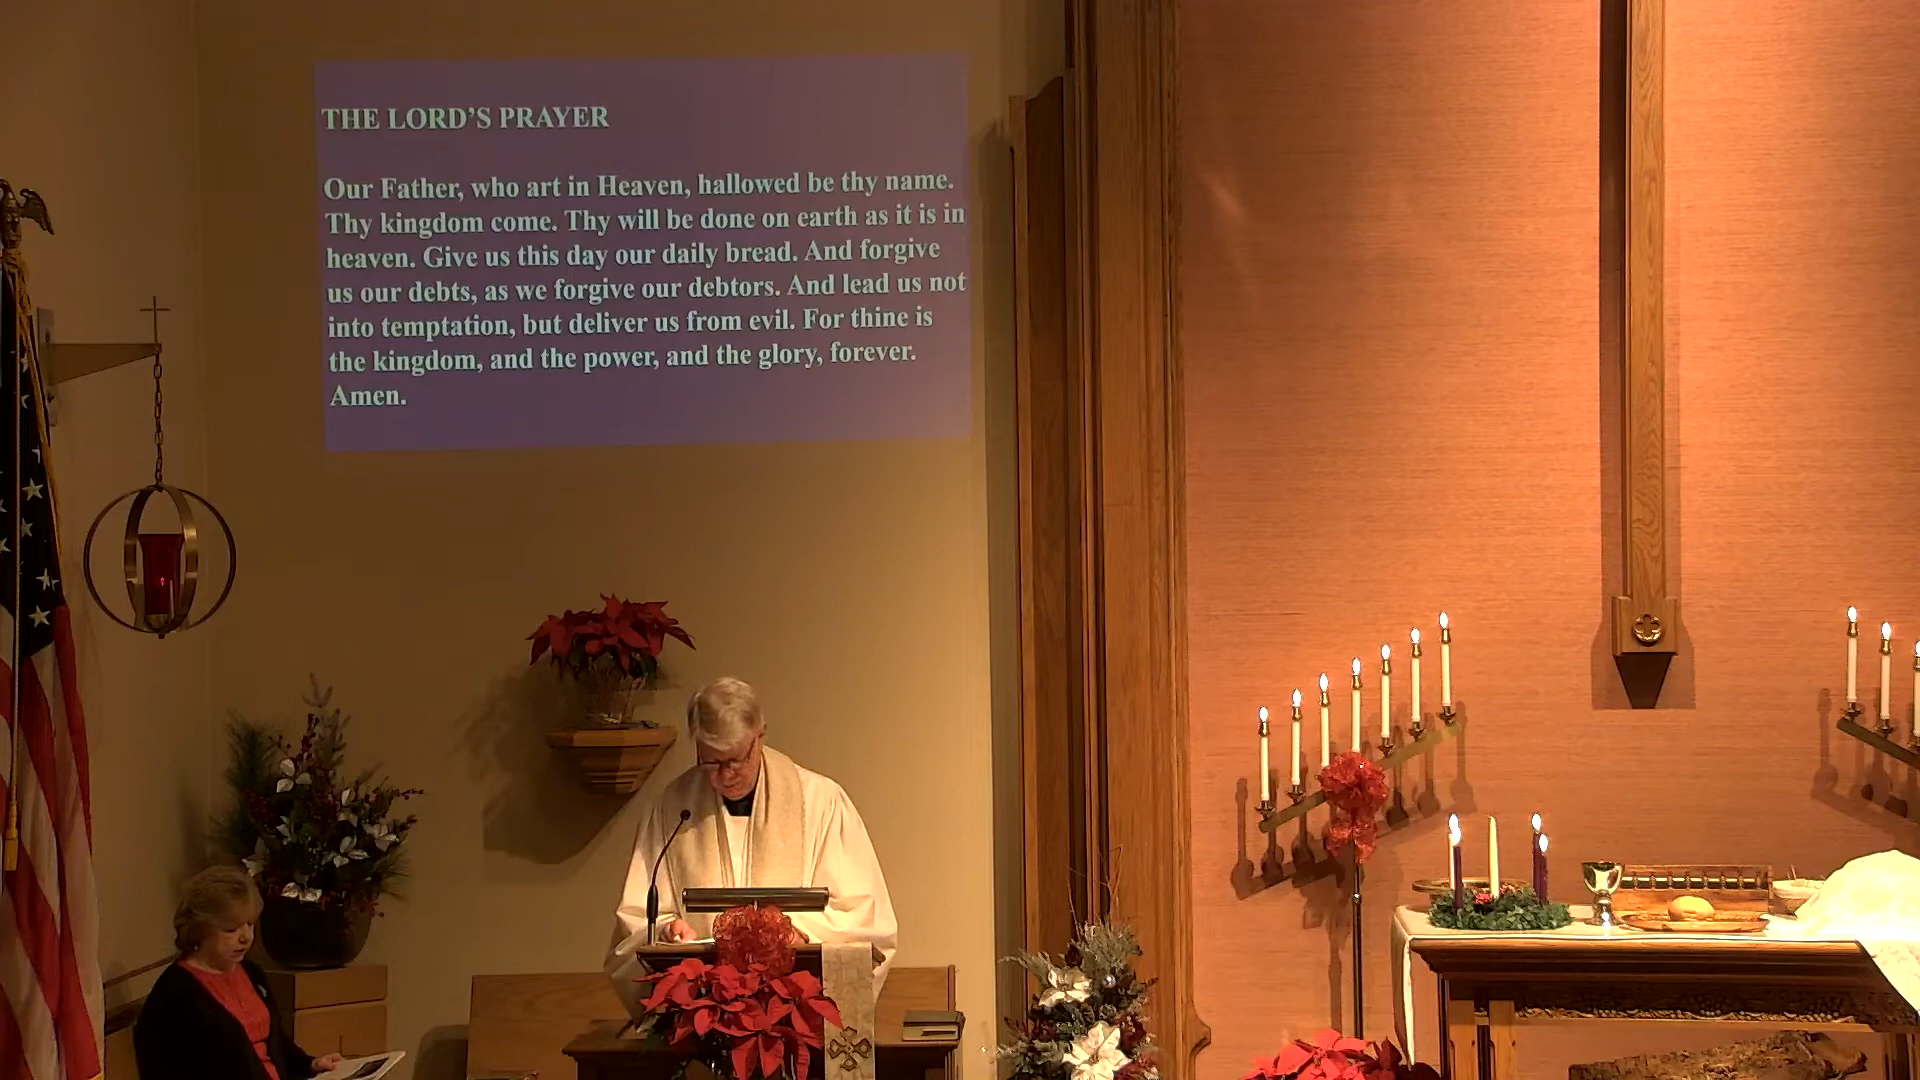 THE LORD'S PRAYER
Our Father, who art in Heaven, hallowed be thy name.
Thy kingdom come. Thy will be done on earth as it is in
heaven. Give us this day our daily bread. And forgive
us our debts, as we forgive our debtors. And lead us not
into temptation, but deliver us from evil. For thine is
the kingdom, and the power, and the glory, forever.
Amen.